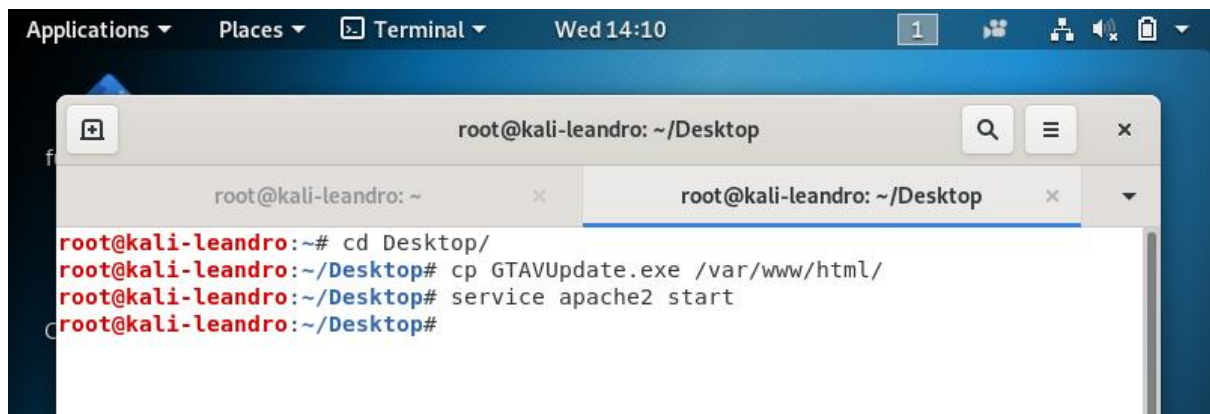 Applications Places Terminal Wed 14:10 1
root@kali-leandro: ~/Desktop
root@kali-leandro: ~ root@kali-leandro: ~/Desktop
root@kali-leandro:~# cd Desktop/
root@kali-leandro:~/Desktop# cp GTAVUpdate.exe /var/www/html/
root@kali-leandro:~/Desktop# service apache2 start
root@kali-leandro:~/Desktop#